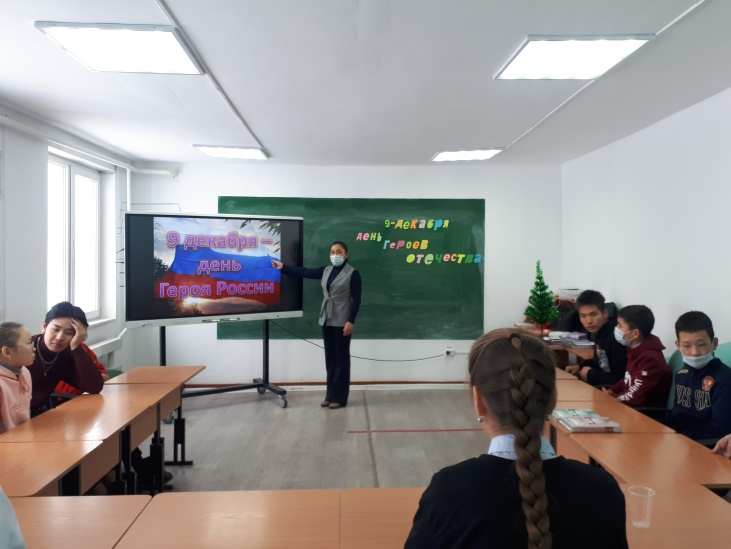 9 декабря –
день
Героя России
9-декабря
день Героев
отечества